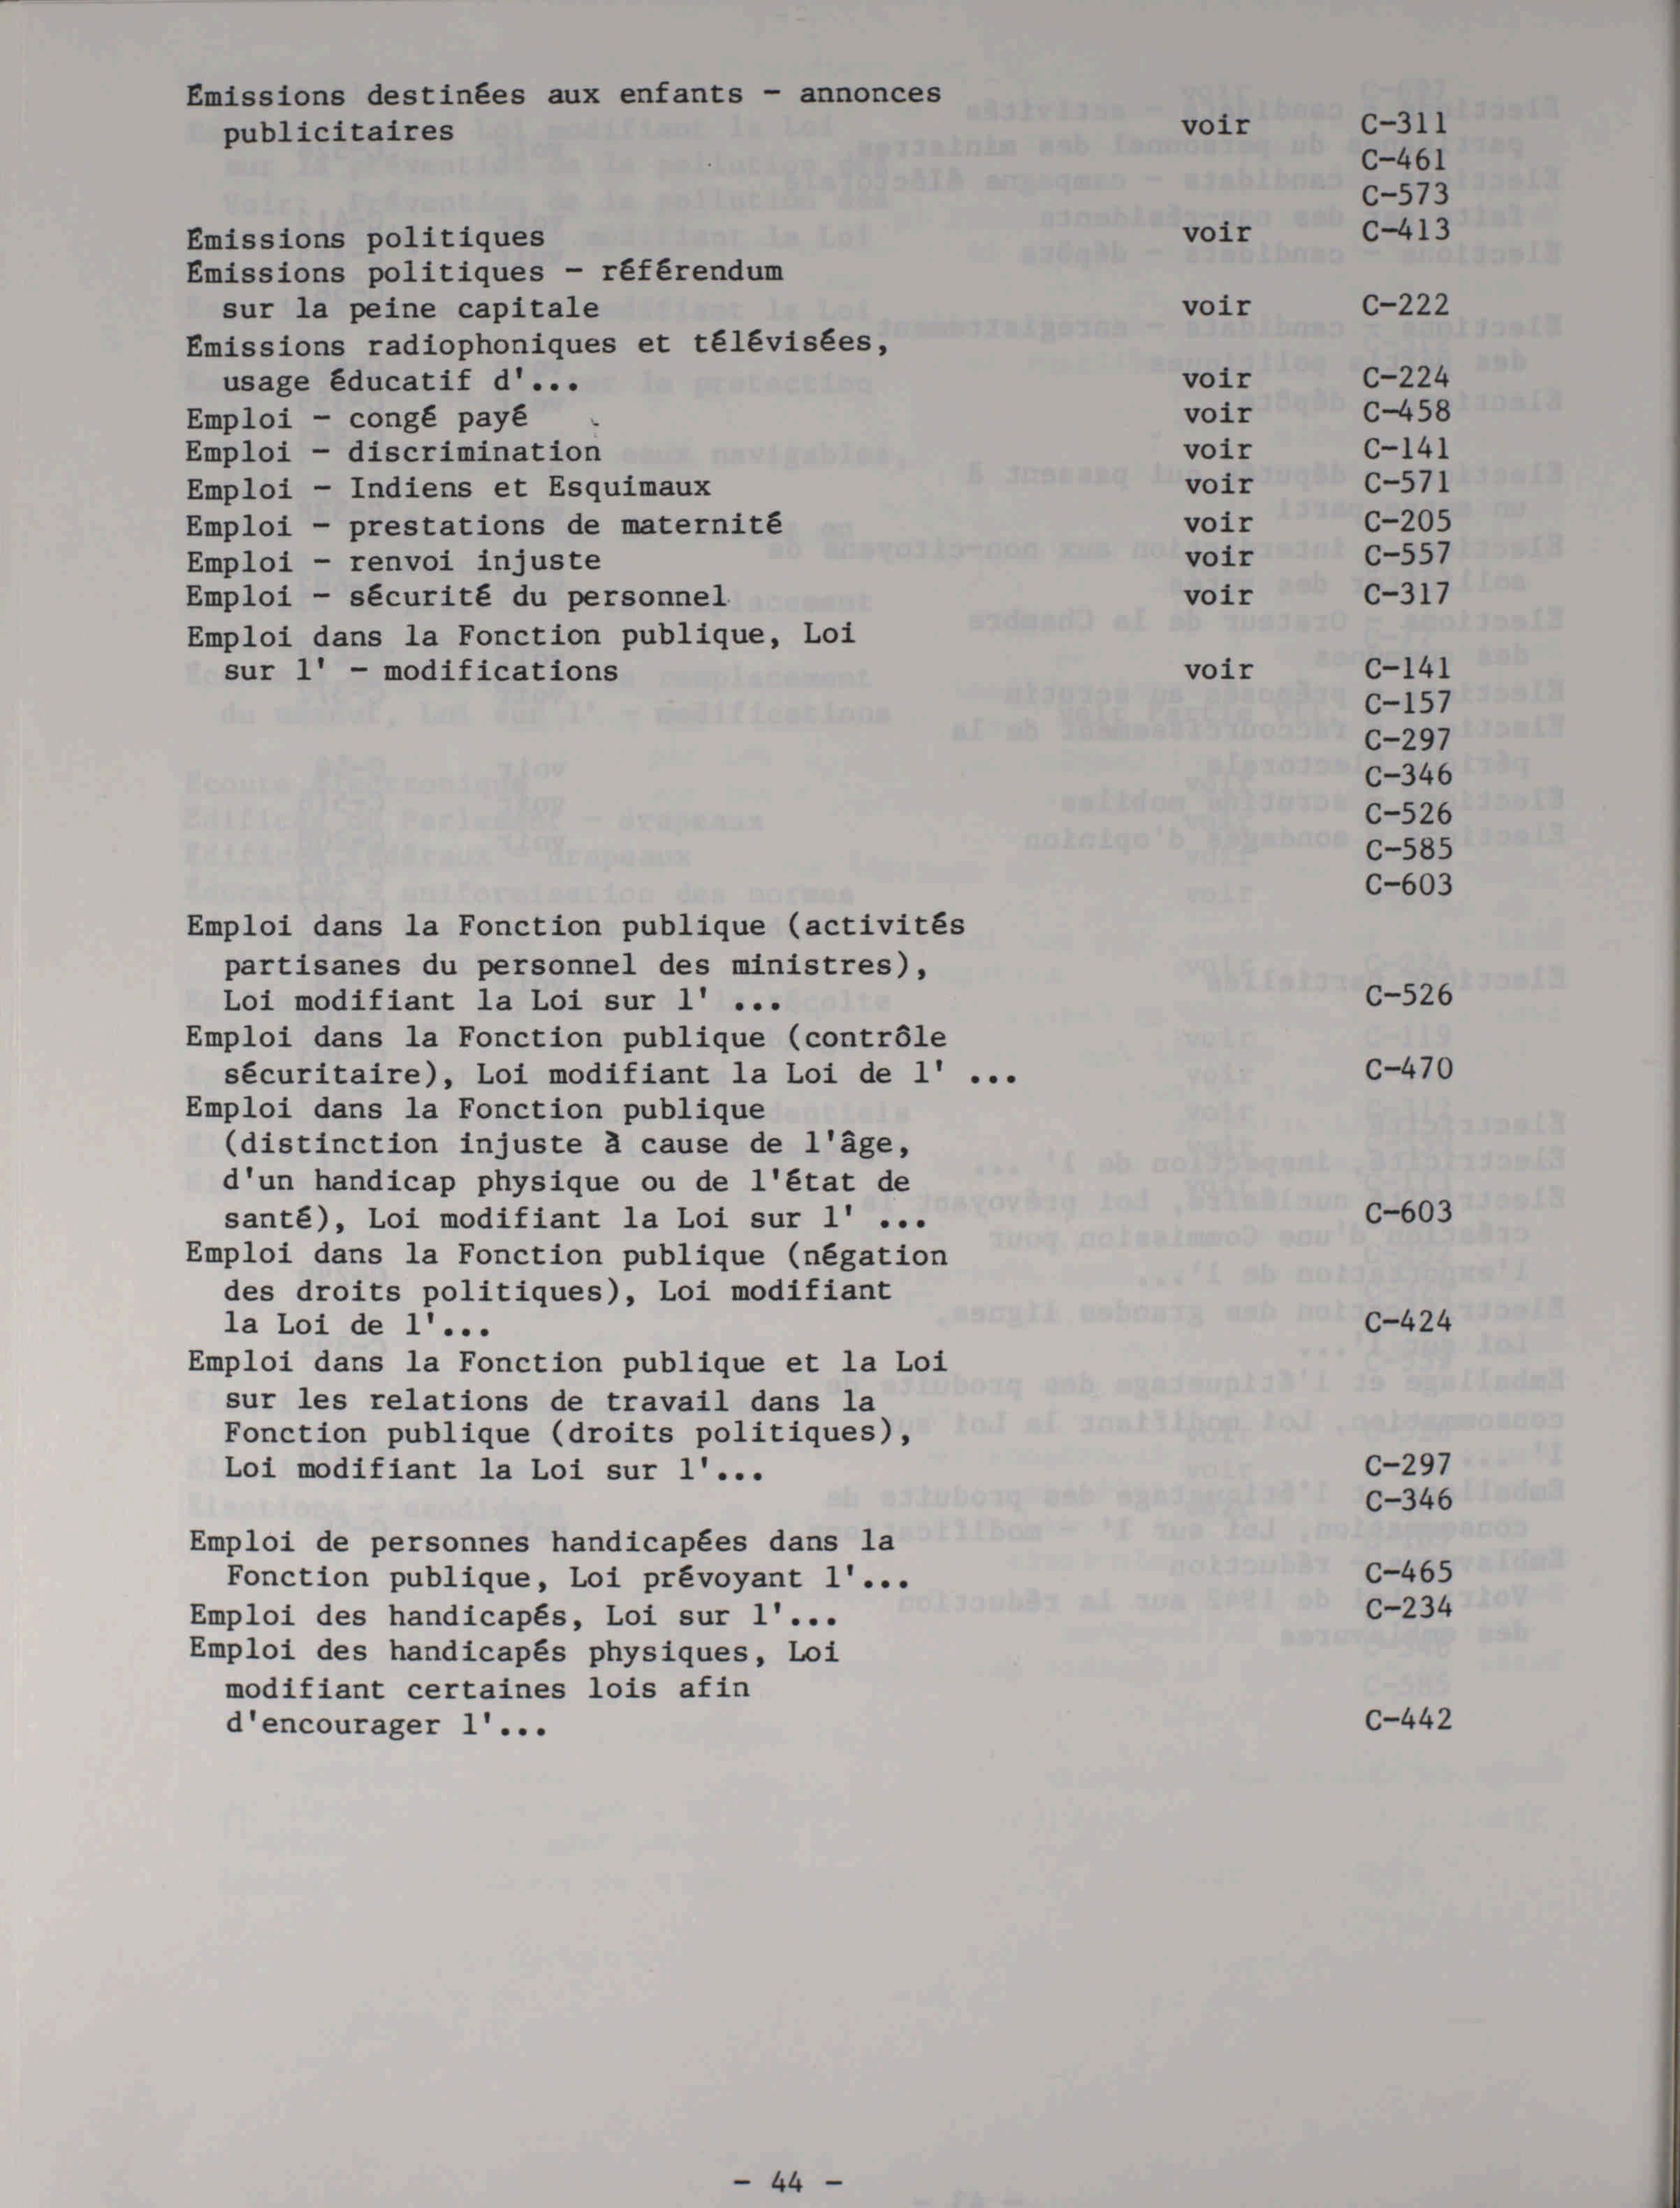 Émissions destinées aux enfants - annonces
publicitaires voir C-311
C-461
C-573
Émissions politiques voir C-413
Émissions politiques - référendum
sur la peine capitale voir C-222
Émissions radiophoniques et télévisées,
usage éducatif d'... voir C-224
Emploi - congé payé voir C-458
Emploi - discrimination voir C-141
Emploi - Indiens et Esquimaux voir C-571
Emploi - prestations de maternité voir C-205
Emploi - renvoi injuste voir C-557
Emploi - sécurité du personnel voir C-317
Emploi dans la Fonction publique, Loi
sur l' - modifications voir C-141
C-157
C-297
C-346
C-526
C-585
C-603
Emploi dans la Fonction publique (activités
partisanes du personnel des ministres),
Loi modifiant la Loi sur l' ... C-526
Emploi dans la Fonction publique (contrôle
sécuritaire), Loi modifiant la Loi de l' ... C-470
Emploi dans la Fonction publique
(distinction injuste à cause de l'âge,
d'un handicap physique ou de l'état de
santé), Loi modifiant la Loi sur l' ... C-603
Emploi dans la Fonction publique (négation
des droits politiques), Loi modifiant
la Loi de l'... C-424
Emploi dans la Fonction publique et la Loi
sur les relations de travail dans la
Fonction publique (droits politiques),
Loi modifiant la Loi sur l'... C-297
C-346
Emploi de personnes handicapées dans la
Fonction publique, Loi prévoyant l'... C-465
Emploi des handicapés, Loi sur l'... C-234
Emploi des handicapés physiques, Loi
modifiant certaines lois afin
d'encourager l'... C-442
- 44 -